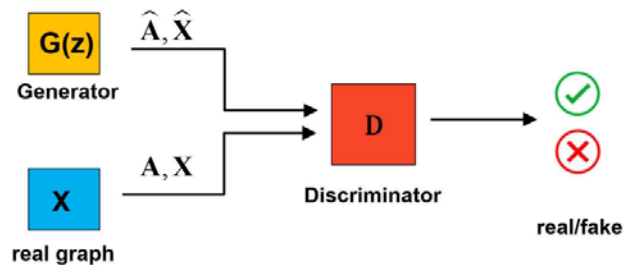 G(z)
Generator
Â, X̂
X
real graph
A, X
D
Discriminator
real/fake